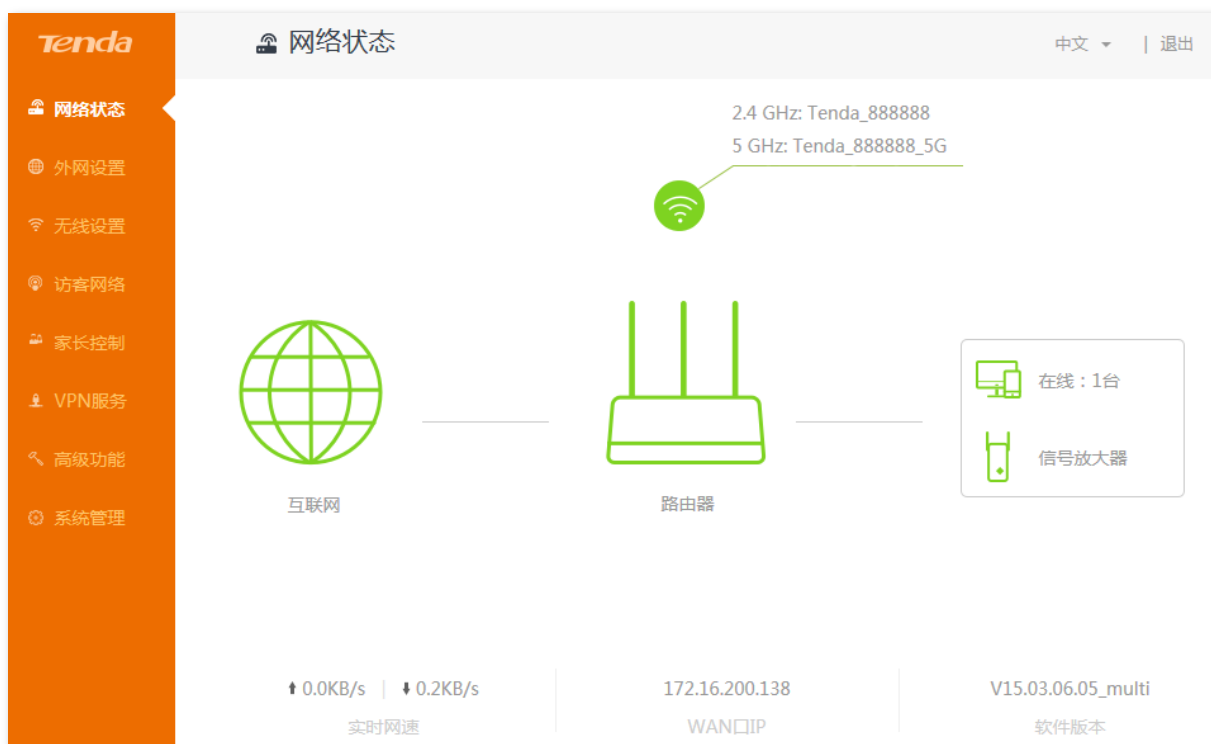 Tenda
网络状态
中文
| 退出
网络状态
外网设置
无线设置
访客网络
家长控制
VPN服务
高级功能
系统管理
2.4 GHz: Tenda_888888
5 GHz: Tenda_888888_5G
互联网
路由器
在线：1台
信号放大器
0.0KB/s
0.2KB/s
实时网速
172.16.200.138
WAN口IP
V15.03.06.05_multi
软件版本